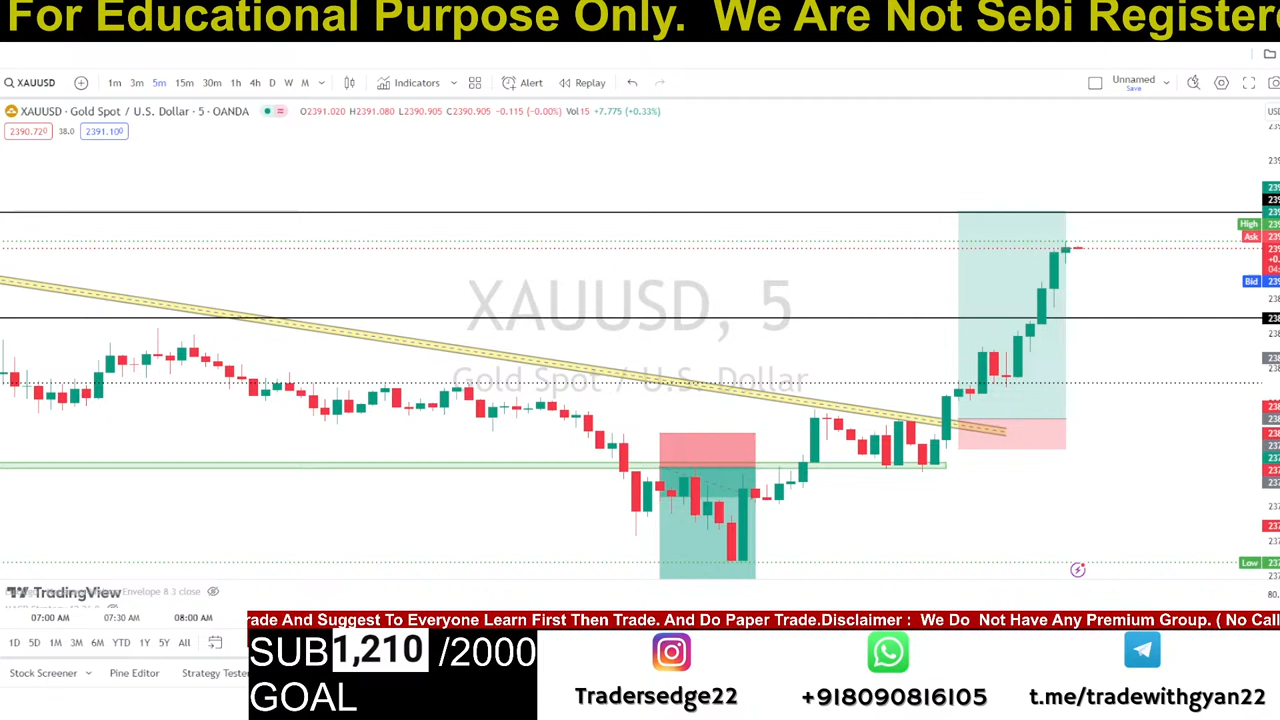 For Educational Purpose Only.  We Are Not Sebi Registere
XAUUSD 1m 3m 5m 15m 30m 1h 4h D W M Indicators Alert Replay Unnamed
Save
XAUUSD · Gold Spot / U.S. Dollar · 5 · OANDA O2391.020 H2391.080 L2390.905 C2390.905 -0.115 (-0.00%) Vol15 +7.775 (+0.33%)
2390.720 38.0 2391.100
XAUUSD, 5
Gold Spot / U.S. Dollar
High
Ask
Bid
Low
TradingView
Envelope 8 3 close
07:00 AM 07:30 AM 08:00 AM
rade And Suggest To Everyone Learn First Then Trade. And Do Paper Trade.Disclaimer :  We Do  Not Have Any Premium Group. ( No Call
1D 5D 1M 3M 6M YTD 1Y 5Y All
SUB 1,210 /2000
GOAL
Stock Screener Pine Editor Strategy Tester
Tradersedge22 +918090816105 t.me/tradewithgyan22